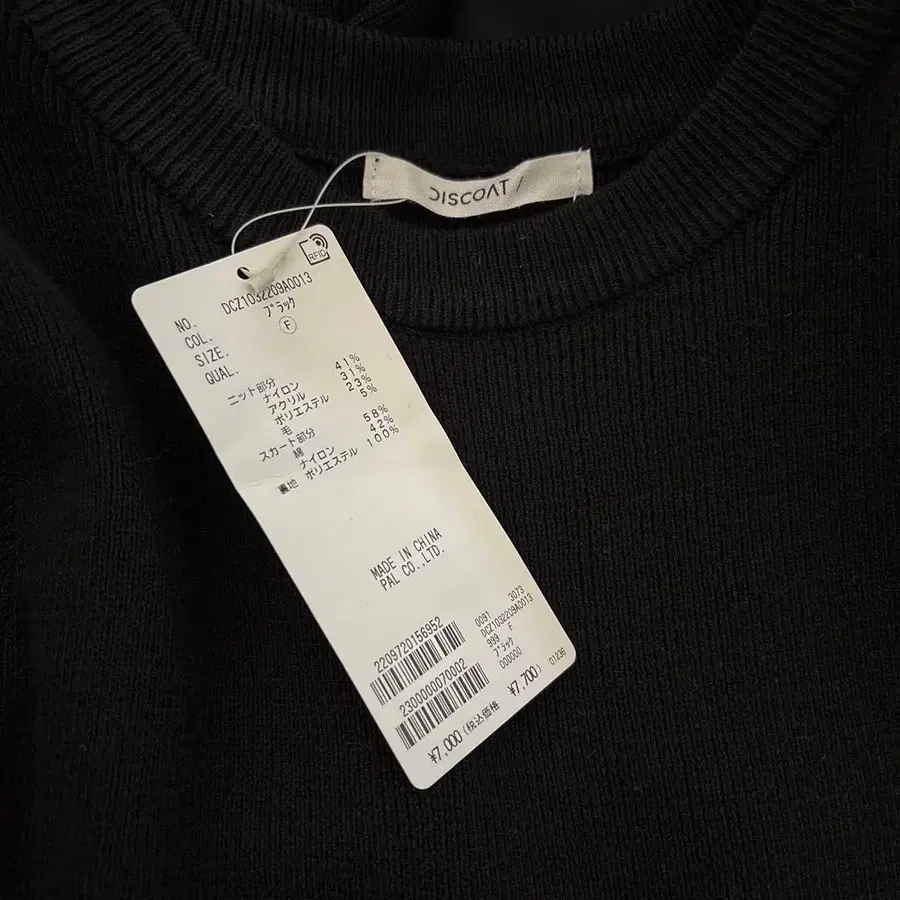 DISCOAT /
RFID
NO. DCZ1032209A0013
COL. ブラック
SIZE. Ⓕ
QUAL.
ニット部分
ナイロン 41%
アクリル 31%
ポリエステル 23%
毛 5%
スカート部分
綿 58%
ナイロン 42%
裏地 ポリエステル 100%
MADE IN CHINA
PAL CO.,LTD.
2209720156952
2300000070002
0091 3073
DCZ1032209A0013
999 F
ブラック
000000 01236
¥7,000 (税込価格 ¥7,700)